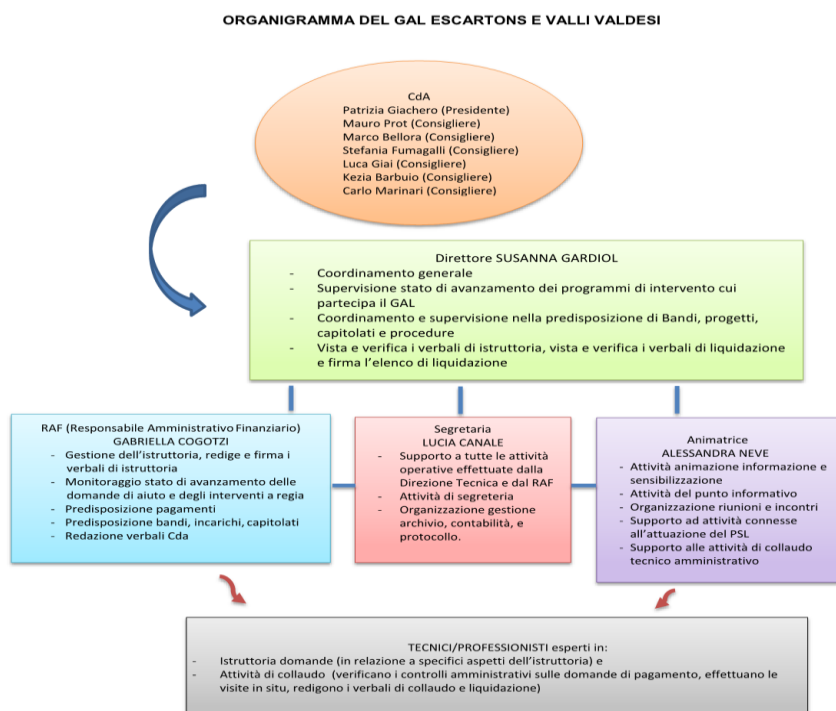 ORGANIGRAMMA DEL GAL ESCARTONS E VALLI VALDESI
CdA
Patrizia Giachero (Presidente)
Mauro Prot (Consigliere)
Marco Bellora (Consigliere)
Stefania Fumagalli (Consigliere)
Luca Giai (Consigliere)
Kezia Barbuio (Consigliere)
Carlo Marinari (Consigliere)
Direttore SUSANNA GARDIOL
- Coordinamento generale
- Supervisione stato di avanzamento dei programmi di intervento cui
partecipa il GAL
- Coordinamento e supervisione nella predisposizione di Bandi, progetti,
capitolati e procedure
- Vista e verifica i verbali di istruttoria, vista e verifica i verbali di liquidazione
e firma l'elenco di liquidazione
RAF (Responsabile Amministrativo Finanziario)
GABRIELLA COGOTZI
- Gestione dell'istruttoria, redige e firma i
verbali di istruttoria
- Monitoraggio stato di avanzamento delle
domande di aiuto e degli interventi a regia
- Predisposizione pagamenti
- Predisposizione bandi, incarichi, capitolati
- Redazione verbali Cda
Segretaria
LUCIA CANALE
- Supporto a tutte le attività
operative effettuate dalla
Direzione Tecnica e dal RAF
- Attività di segreteria
- Organizzazione gestione
archivio, contabilità, e
protocollo.
Animatrice
ALESSANDRA NEVE
- Attività animazione informazione e
sensibilizzazione
- Attività del punto informativo
- Organizzazione riunioni e incontri
- Supporto ad attività connesse
all'attuazione del PSL
- Supporto alle attività di collaudo
tecnico amministrativo
TECNICI/PROFESSIONISTI esperti in:
- Istruttoria domande (in relazione a specifici aspetti dell'istruttoria) e
- Attività di collaudo (verificano i controlli amministrativi sulle domande di pagamento, effettuano le
visite in situ, redigono i verbali di collaudo e liquidazione)